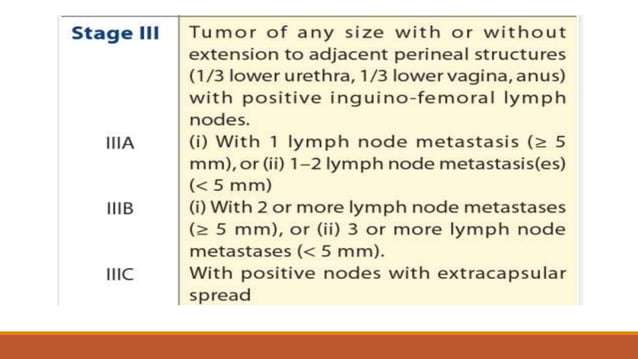 Stage III Tumor of any size with or without
extension to adjacent perineal structures
(1/3 lower urethra, 1/3 lower vagina, anus)
with positive inguino-femoral lymph
nodes.
IIIA (i) With 1 lymph node metastasis (≥ 5
mm), or (ii) 1–2 lymph node metastasis(es)
(< 5 mm)
IIIB (i) With 2 or more lymph node metastases
(≥ 5 mm), or (ii) 3 or more lymph node
metastases (< 5 mm).
IIIC With positive nodes with extracapsular
spread